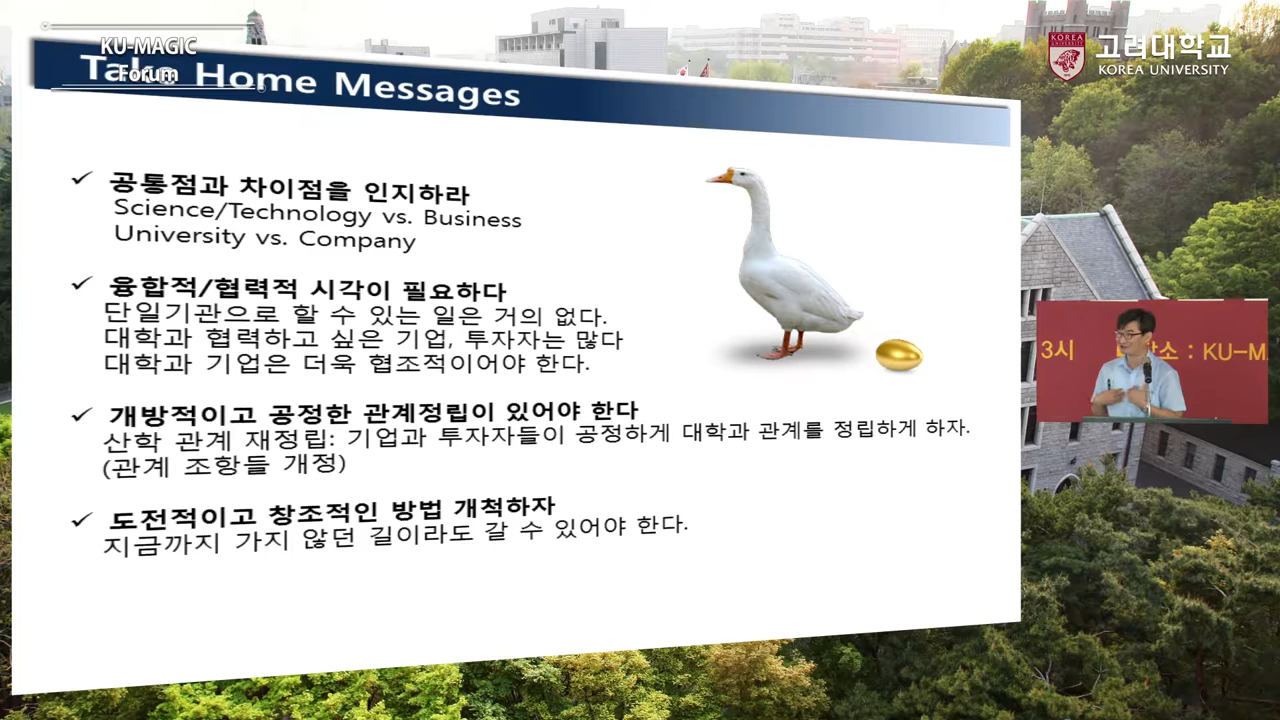 KU-MAGIC
Forum
고려대학교
KOREA UNIVERSITY
KOREA
Take Home Messages
✓ 공통점과 차이점을 인지하라
Science/Technology vs. Business
University vs. Company
✓ 융합적/협력적 시각이 필요하다
단일기관으로 할 수 있는 일은 거의 없다.
대학과 협력하고 싶은 기업, 투자자는 많다
대학과 기업은 더욱 협조적이어야 한다.
✓ 개방적이고 공정한 관계정립이 있어야 한다
산학 관계 재정립: 기업과 투자자들이 공정하게 대학과 관계를 정립하게 하자.
(관계 조항들 개정)
✓ 도전적이고 창조적인 방법 개척하자
지금까지 가지 않던 길이라도 갈 수 있어야 한다.
3시
소 : KU-M